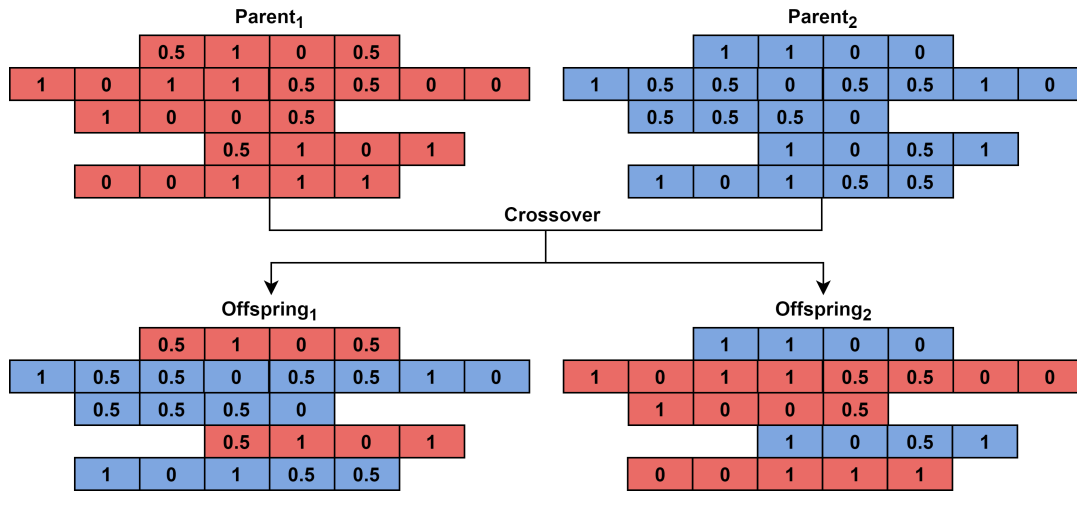 Parent1 Parent2
0.5 1 0 0.5 1 1 0 0
1 0 1 1 0.5 0.5 0 0 1 0.5 0.5 0 0.5 0.5 1 0
1 0 0 0.5 0.5 0.5 0.5 0
0.5 1 0 1 1 0 0.5 1
0 0 1 1 1 1 0 1 0.5 0.5
Crossover
Offspring1 Offspring2
0.5 1 0 0.5 1 1 0 0
1 0.5 0.5 0 0.5 0.5 1 0 1 0 1 1 0.5 0.5 0 0
0.5 0.5 0.5 0 1 0 0 0.5
0.5 1 0 1 1 0 0.5 1
1 0 1 0.5 0.5 0 0 1 1 1